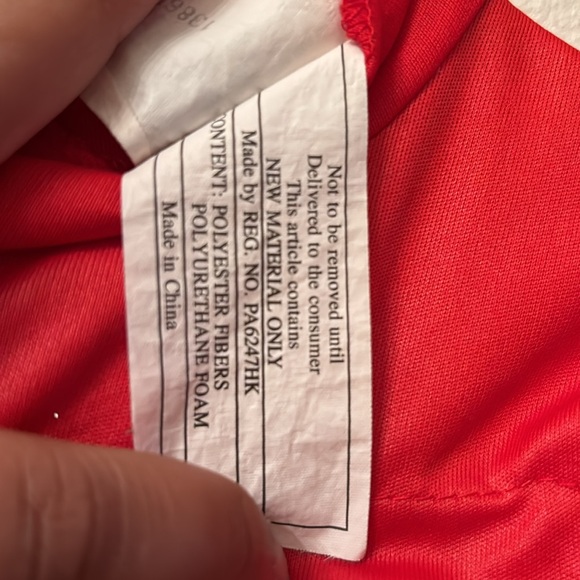 Not to be removed until
Delivered to the consumer
This article contains
NEW MATERIAL ONLY
Made by REG. NO. PA6247HK
CONTENT: POLYESTER FIBERS
POLYURETHANE FOAM
Made in China